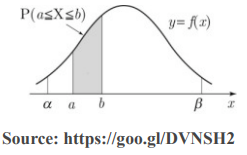 P(a≤X≤b)
y=f(x)
α a b β x
Source: https://goo.gl/DVNSH2